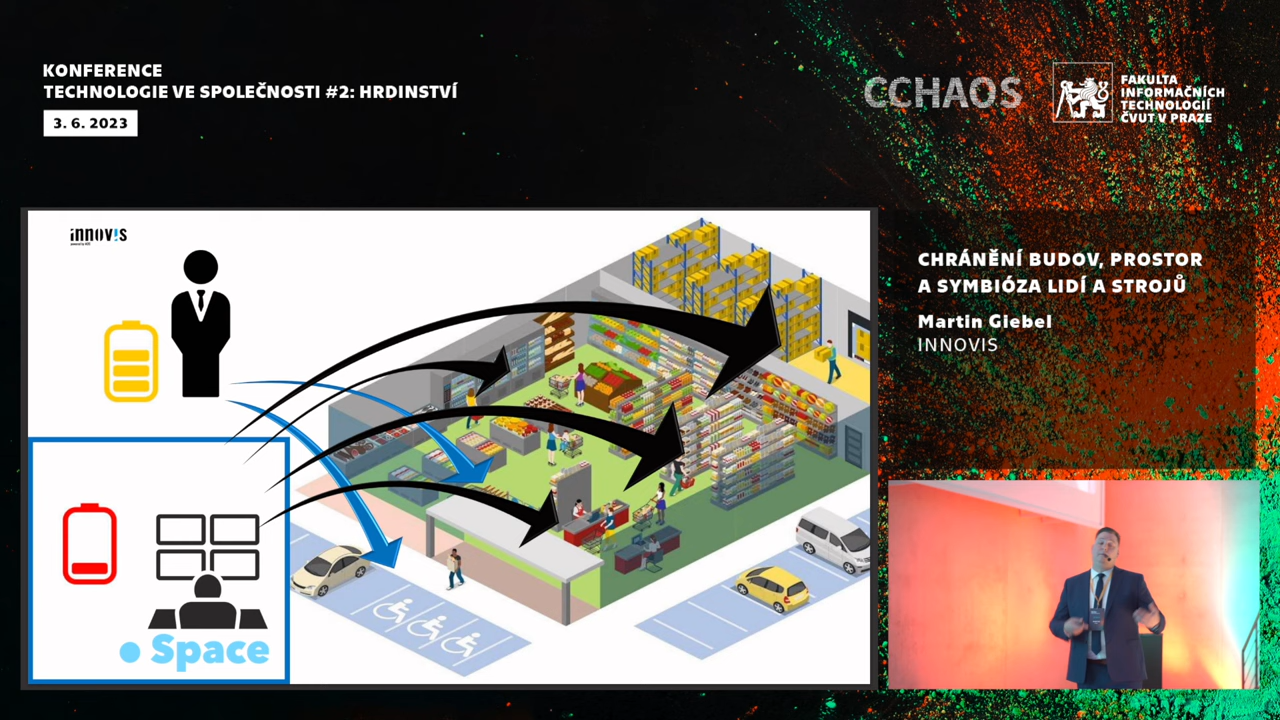 KONFERENCE
TECHNOLOGIE VE SPOLEČNOSTI #2: HRDINSTVÍ
3. 6. 2023
CCHAOS
FAKULTA
INFORMAČNÍCH
TECHNOLOGIÍ
ČVUT V PRAZE
innovis
Space
CHRÁNĚNÍ BUDOV, PROSTOR
A SYMBIÓZA LIDÍ A STROJŮ
Martin Giebel
INNOVIS